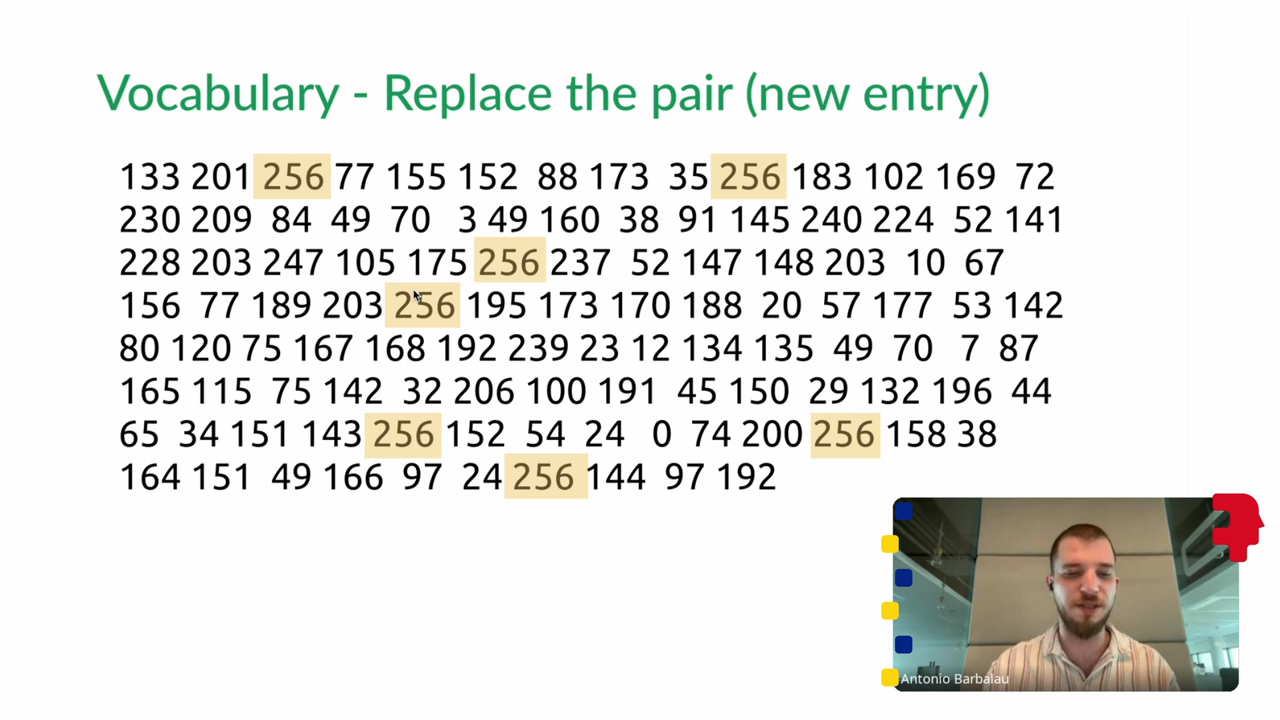 Vocabulary - Replace the pair (new entry)
133 201 256 77 155 152 88 173 35 256 183 102 169 72
230 209 84 49 70 3 49 160 38 91 145 240 224 52 141
228 203 247 105 175 256 237 52 147 148 203 10 67
156 77 189 203 256 195 173 170 188 20 57 177 53 142
80 120 75 167 168 192 239 23 12 134 135 49 70 7 87
165 115 75 142 32 206 100 191 45 150 29 132 196 44
65 34 151 143 256 152 54 24 0 74 200 256 158 38
164 151 49 166 97 24 256 144 97 192
Antonio Barbalau